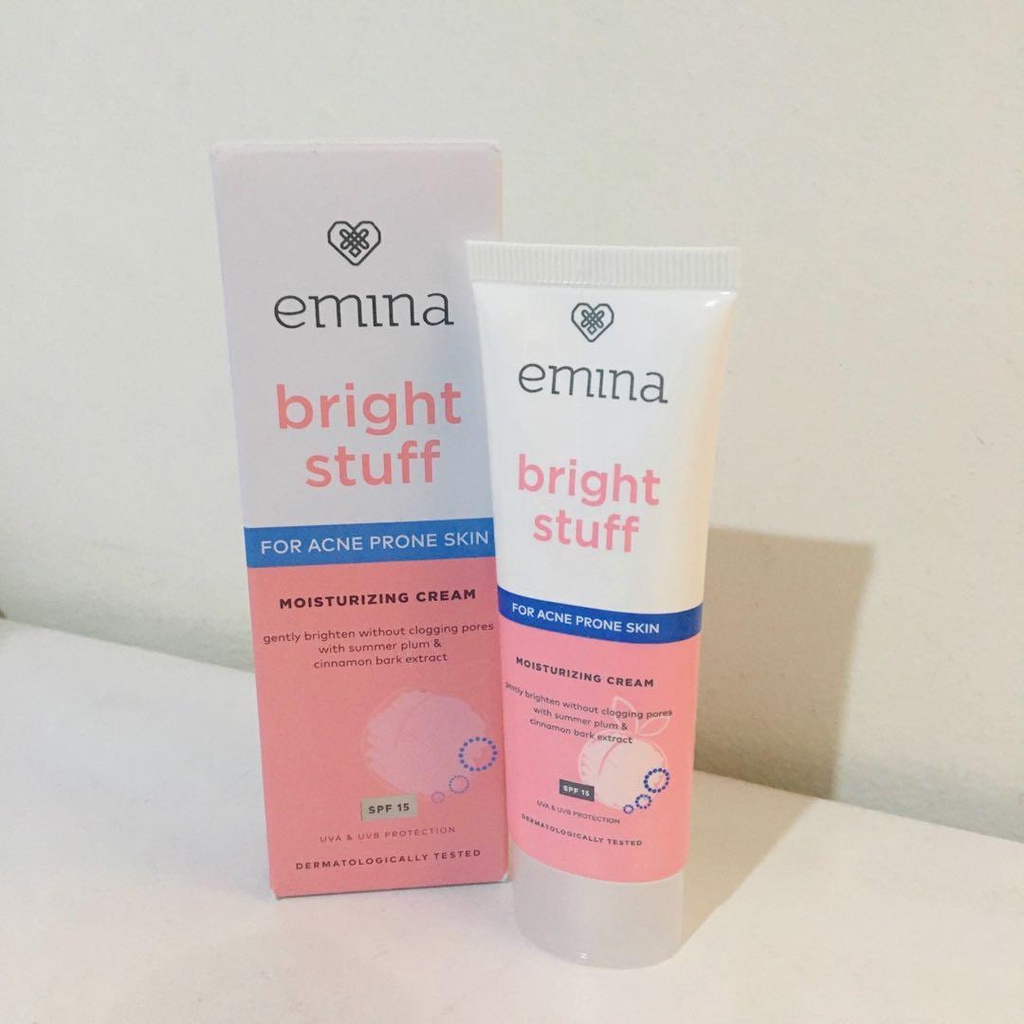 emina
bright
stuff
FOR ACNE PRONE SKIN
MOISTURIZING CREAM
gently brighten without clogging pores
with summer plum &
cinnamon bark extract
SPF 15
UVA & UVB PROTECTION
DERMATOLOGICALLY TESTED
emina
bright
stuff
FOR ACNE PRONE SKIN
MOISTURIZING CREAM
gently brighten without clogging pores
with summer plum &
cinnamon bark extract
SPF 15
UVA & UVB PROTECTION
DERMATOLOGICALLY TESTED